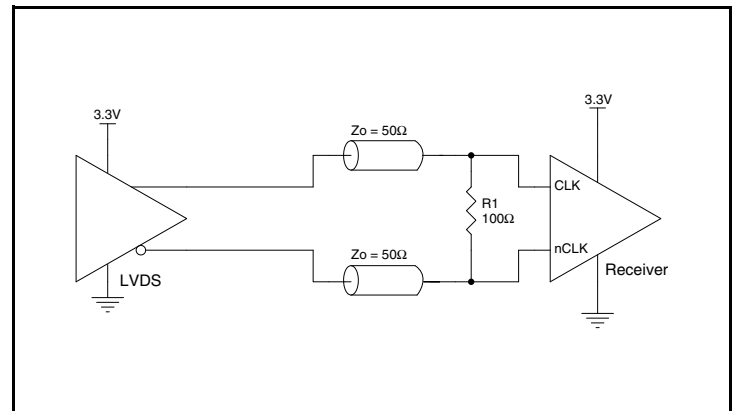 3.3V
3.3V
Zo = 50Ω
CLK
R1
100Ω
nCLK
Zo = 50Ω
Receiver
LVDS